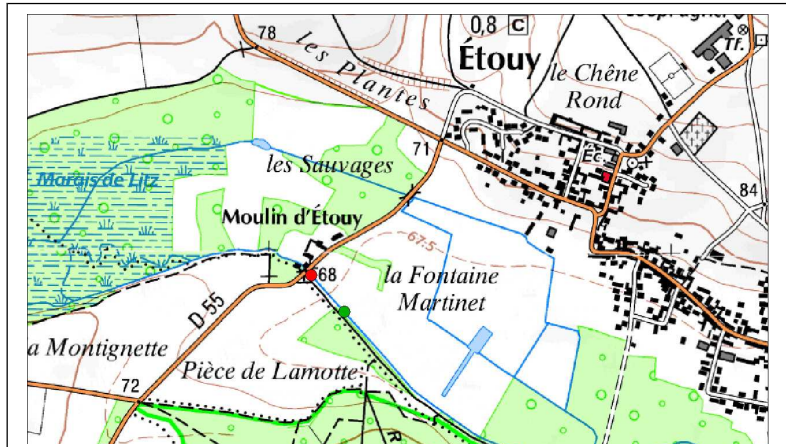 78
0,8 C
Tf.
les Plantes
Étouy
le Chêne
Rond
71
les Sauvages
Éc.
Marais de Litz
Moulin d'Étouy
84
67.5
68
la Fontaine
Martinet
D 55
a Montignette
Pièce de Lamotte
72
R